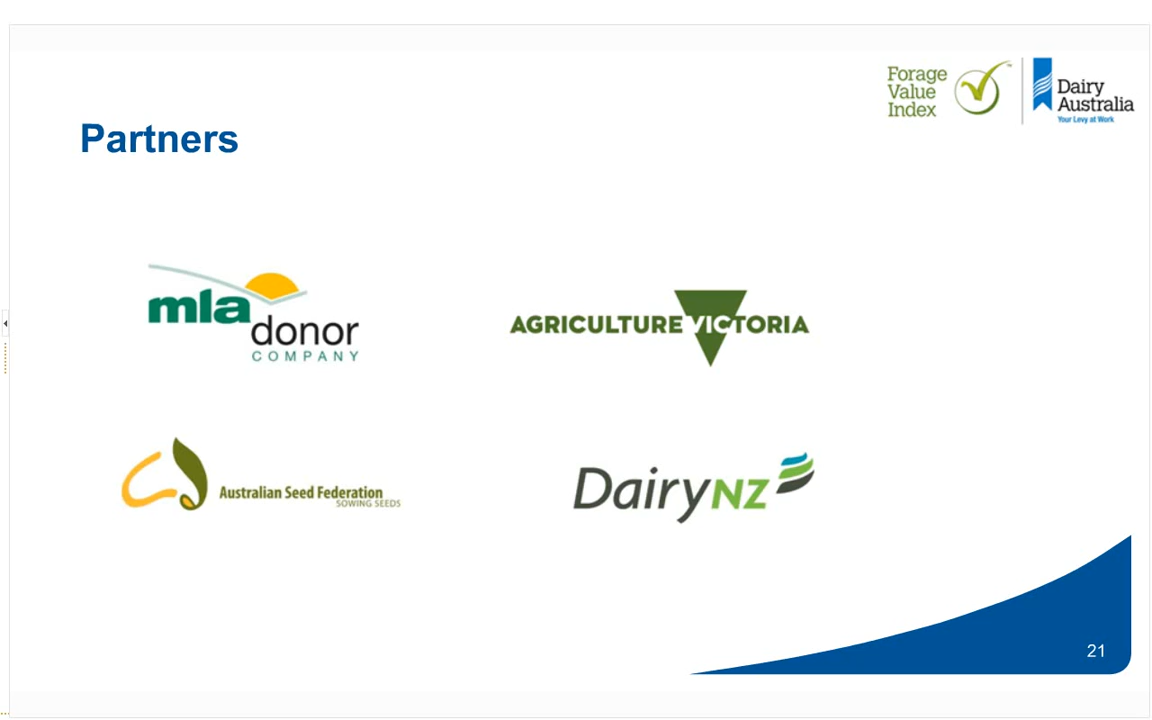 Forage
Value
Index
™
Dairy
Australia
Your Levy at Work
Partners
mla
donor
COMPANY
AGRICULTURE VICTORIA
Australian Seed Federation
SOWING SEEDS
DairyNZ
21